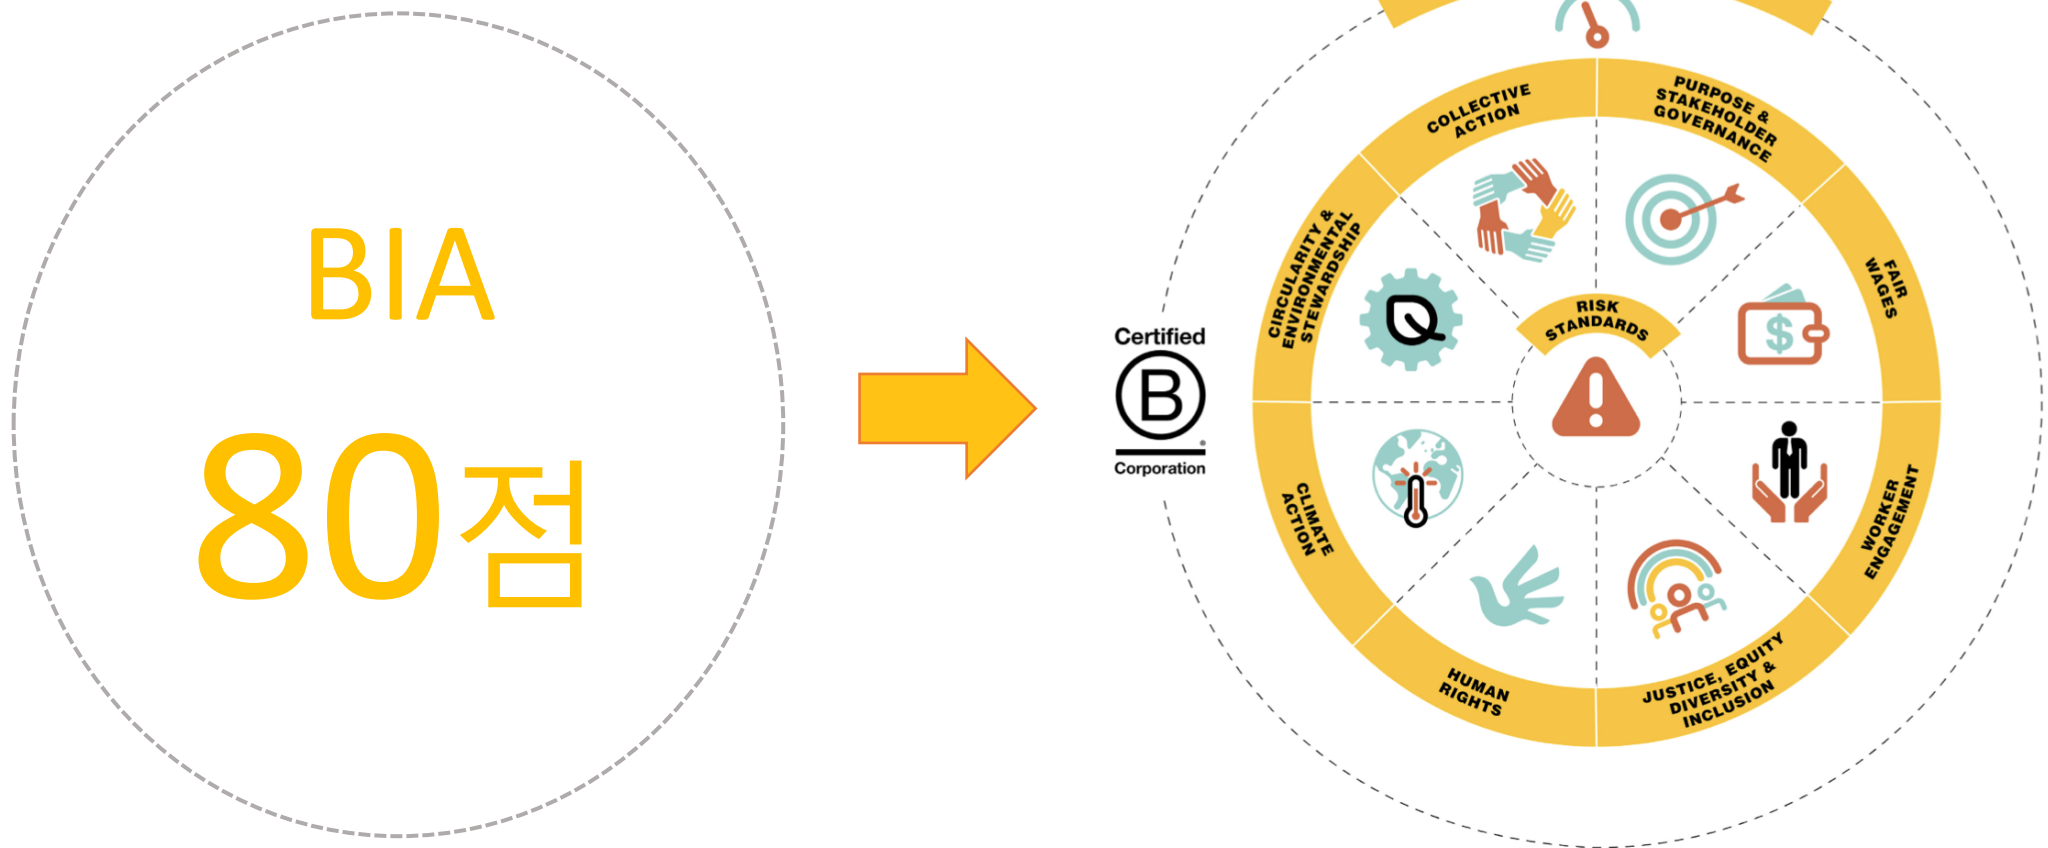 BIA
80점
Certified
B
Corporation
COLLECTIVE
ACTION
PURPOSE &
STAKEHOLDER
GOVERNANCE
FAIR
WAGES
WORKER
ENGAGEMENT
JUSTICE, EQUITY
DIVERSITY &
INCLUSION
HUMAN
RIGHTS
CLIMATE
ACTION
CIRCULARITY &
ENVIRONMENTAL
STEWARDSHIP
RISK
STANDARDS
$